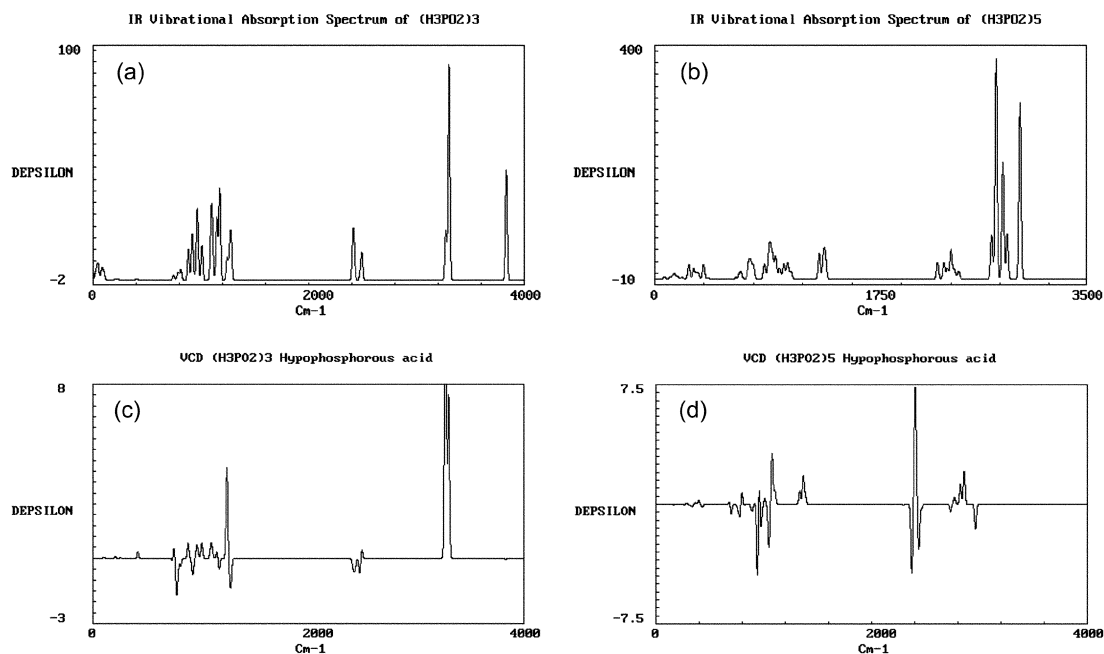 IR Vibrational Absorption Spectrum of (H3PO2)3
100
(a)
DEPSILON
-2
0
2000
4000
Cm-1
IR Vibrational Absorption Spectrum of (H3PO2)5
400
(b)
DEPSILON
-10
0
1750
3500
Cm-1
VCD (H3PO2)3 Hypophosphorous acid
8
(c)
DEPSILON
-3
0
2000
4000
Cm-1
VCD (H3PO2)5 Hypophosphorous acid
7.5
(d)
DEPSILON
-7.5
0
2000
4000
Cm-1